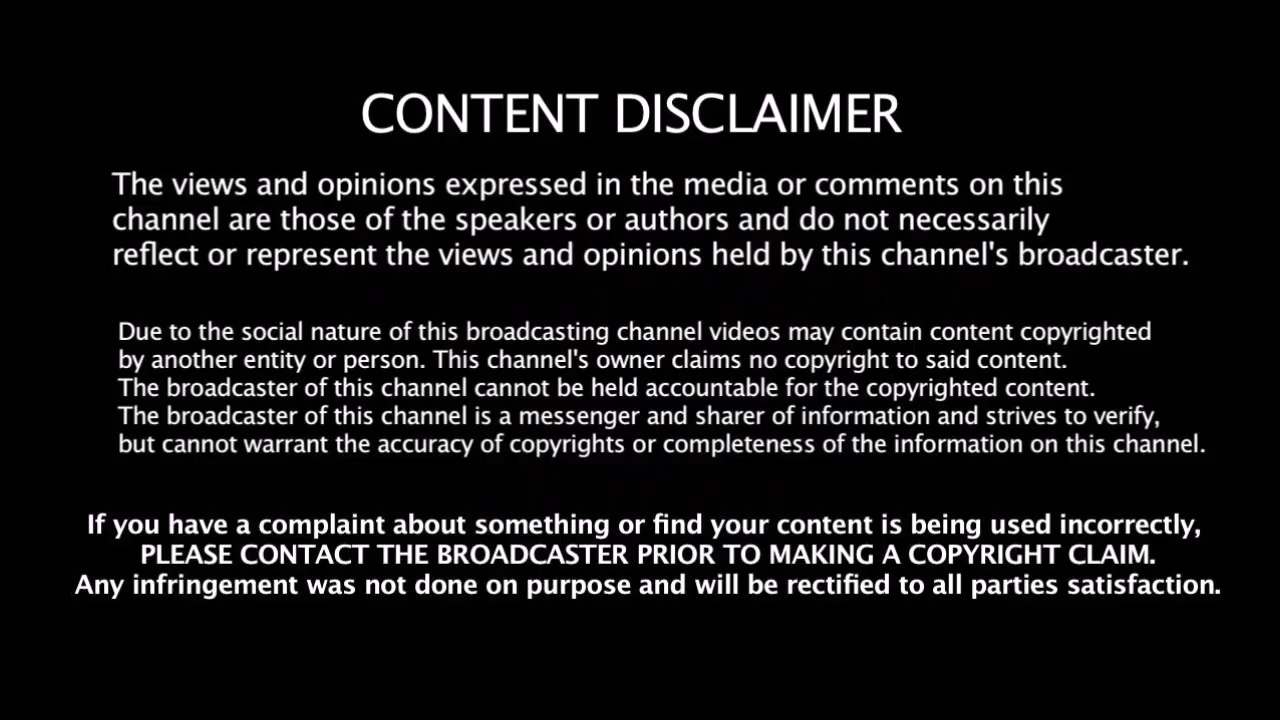 CONTENT DISCLAIMER
The views and opinions expressed in the media or comments on this
channel are those of the speakers or authors and do not necessarily
reflect or represent the views and opinions held by this channel's broadcaster.
Due to the social nature of this broadcasting channel videos may contain content copyrighted
by another entity or person. This channel's owner claims no copyright to said content.
The broadcaster of this channel cannot be held accountable for the copyrighted content.
The broadcaster of this channel is a messenger and sharer of information and strives to verify,
but cannot warrant the accuracy of copyrights or completeness of the information on this channel.
If you have a complaint about something or find your content is being used incorrectly,
PLEASE CONTACT THE BROADCASTER PRIOR TO MAKING A COPYRIGHT CLAIM.
Any infringement was not done on purpose and will be rectified to all parties satisfaction.